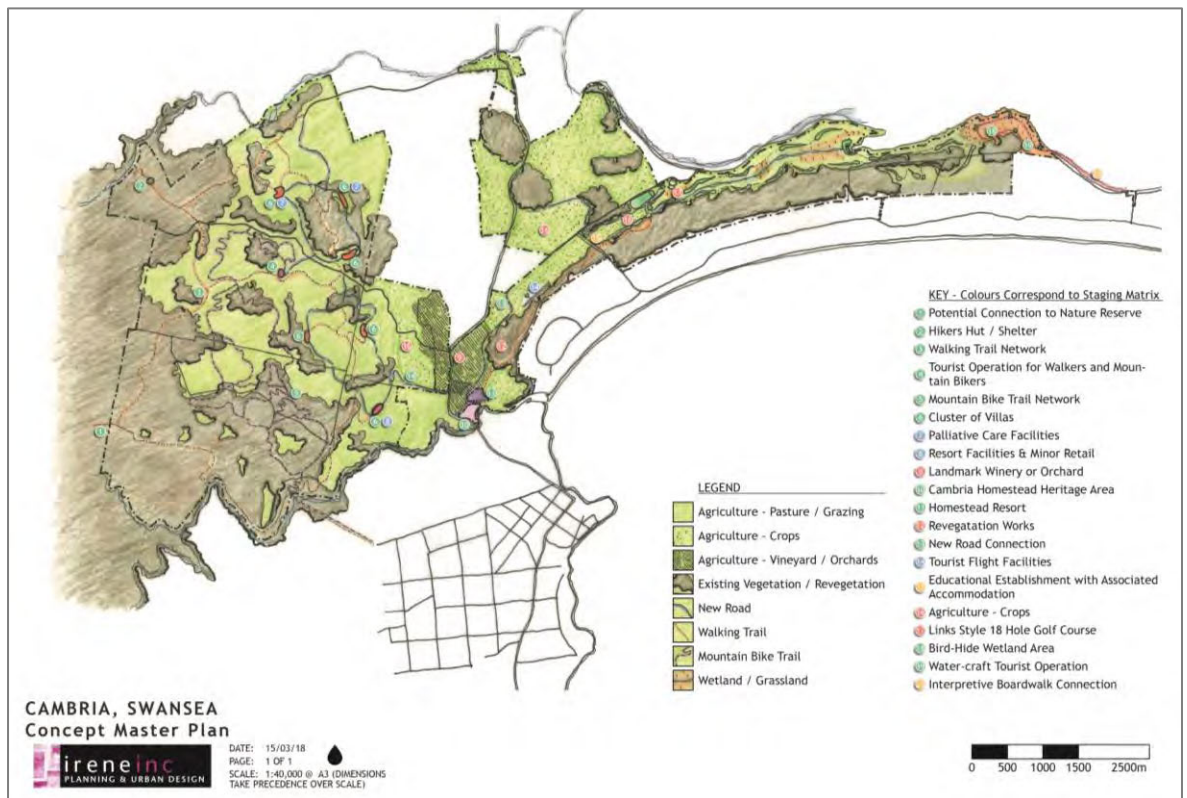 KEY - Colours Correspond to Staging Matrix
Potential Connection to Nature Reserve
Hikers Hut / Shelter
Walking Trail Network
Tourist Operation for Walkers and Moun-
tain Bikers
Mountain Bike Trail Network
Cluster of Villas
Palliative Care Facilities
Resort Facilities & Minor Retail
Landmark Winery or Orchard
Cambria Homestead Heritage Area
Homestead Resort
Revegatation Works
New Road Connection
Tourist Flight Facilities
Educational Establishment with Associated
Accommodation
Agriculture - Crops
Links Style 18 Hole Golf Course
Bird-Hide Wetland Area
Water-craft Tourist Operation
Interpretive Boardwalk Connection
LEGEND
Agriculture - Pasture / Grazing
Agriculture - Crops
Agriculture - Vineyard / Orchards
Existing Vegetation / Revegetation
New Road
Walking Trail
Mountain Bike Trail
Wetland / Grassland
CAMBRIA, SWANSEA
Concept Master Plan
ireneinc
PLANNING & URBAN DESIGN
DATE: 15/03/18
PAGE: 1 OF 1
SCALE: 1:40,000 @ A3 (DIMENSIONS
TAKE PRECEDENCE OVER SCALE)
0 500 1000 1500 2500m